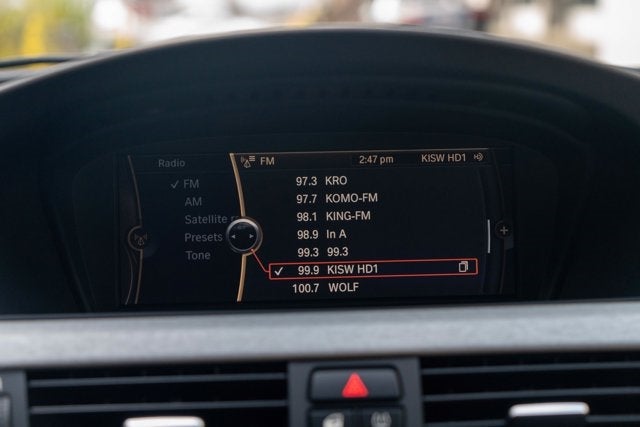 Radio
FM
2:47 pm
KISW HD1
FM
AM
Satellite r
Presets
Tone
97.3 KRO
97.7 KOMO-FM
98.1 KING-FM
98.9 In A
99.3 99.3
99.9 KISW HD1
100.7 WOLF